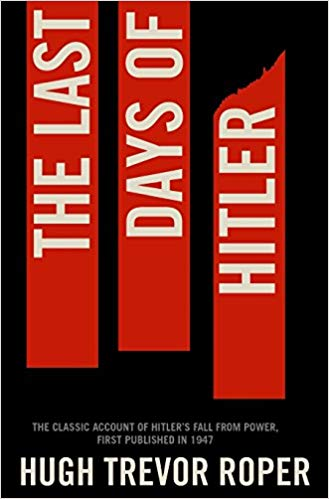 THE LAST
DAYS OF
HITLER
THE CLASSIC ACCOUNT OF HITLER'S FALL FROM POWER,
FIRST PUBLISHED IN 1947
HUGH TREVOR ROPER